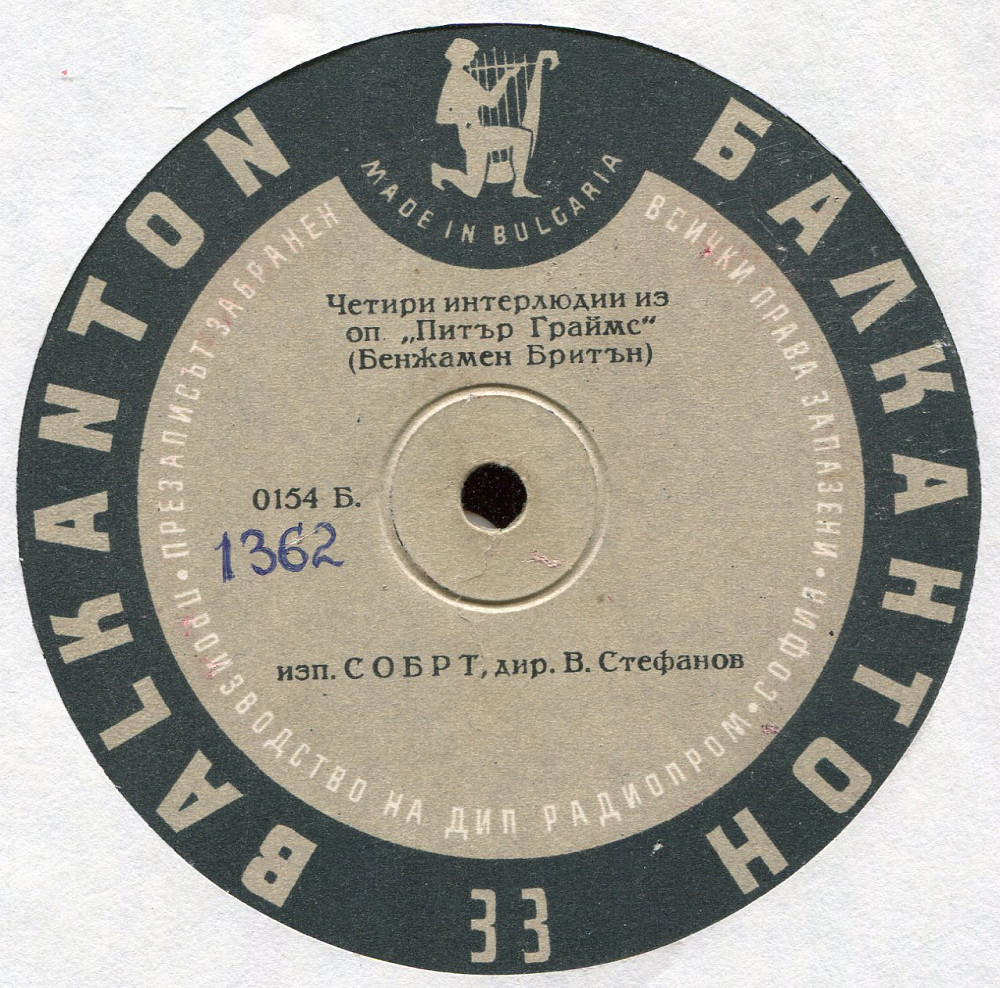 BALKANTON
БАЛКАНТОН
MADE IN BULGARIA
ВСИЧКИ ПРАВА ЗАПАЗЕНИ • СОФИЯ • ПРОИЗВОДСТВО НА ДИП РАДИОПРОМ • ПРЕЗАПИСЪТ ЗАБРАНЕН
Четири интерлюдии из
оп. „Питър Граймс“
(Бенжамен Бритън)
0154 Б.
1362
изп. СОБРТ, дир. В. Стефанов
33